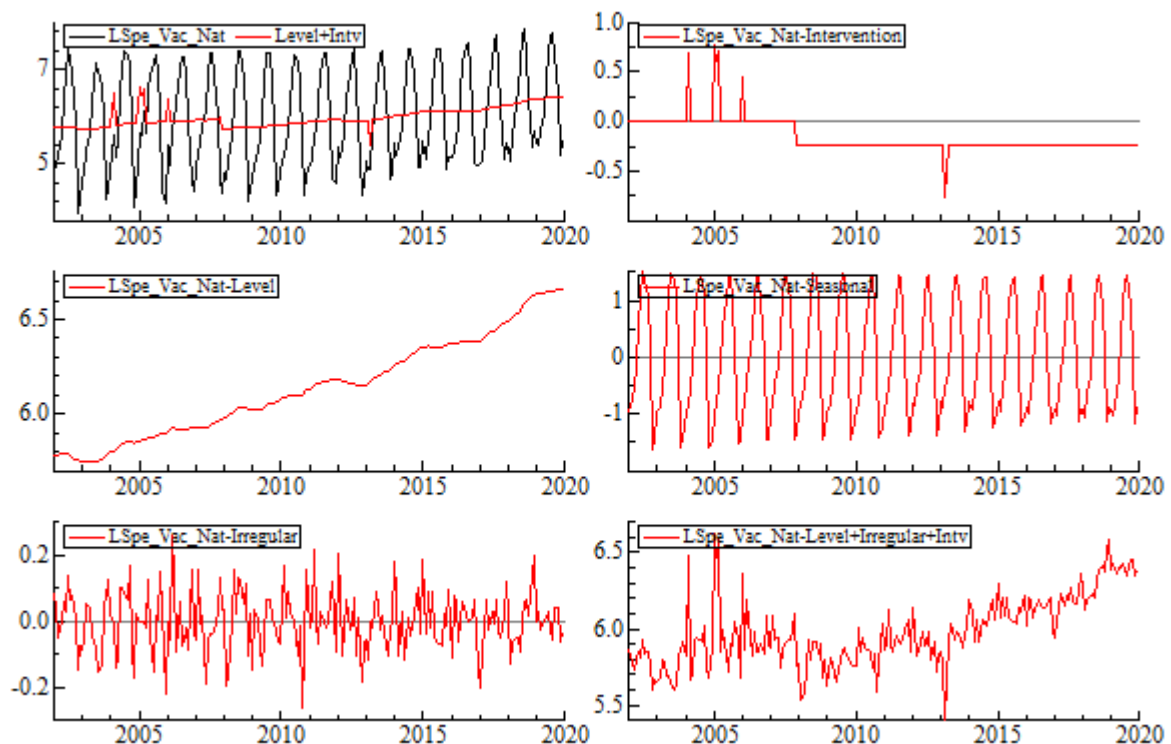 LSpe_Vac_Nat Level+Intv
7
5
2005 2010 2015 2020
LSpe_Vac_Nat-Intervention
1.0
0.5
0.0
-0.5
2005 2010 2015 2020
LSpe_Vac_Nat-Level
6.5
6.0
2005 2010 2015 2020
LSpe_Vac_Nat-Seasonal
1
0
-1
2005 2010 2015 2020
LSpe_Vac_Nat-Irregular
0.2
0.0
-0.2
2005 2010 2015 2020
LSpe_Vac_Nat-Level+Irregular+Intv
6.5
6.0
5.5
2005 2010 2015 2020